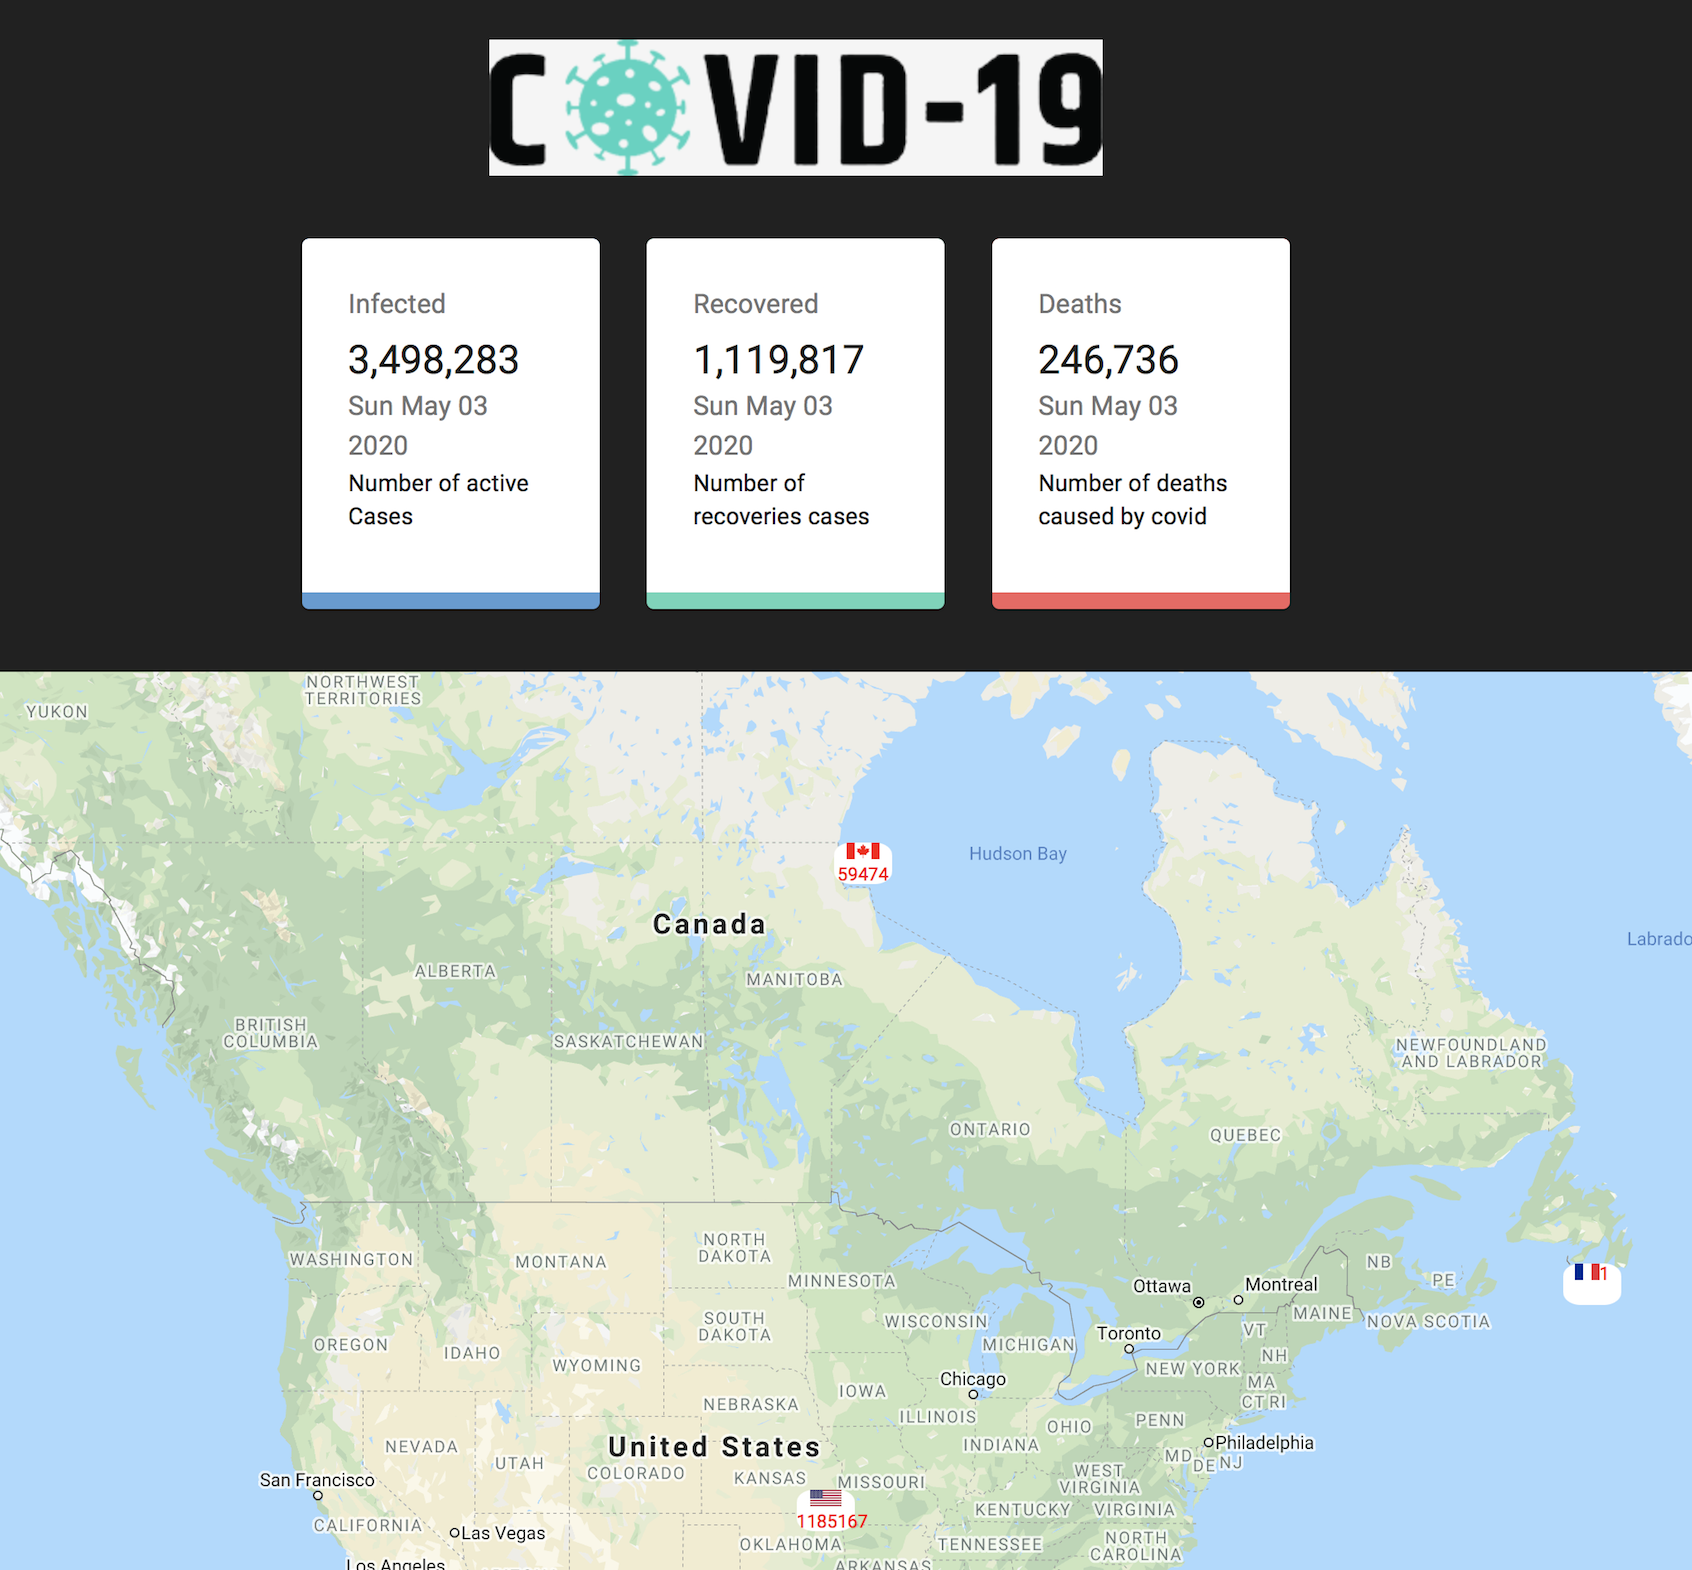 COVID-19
Infected
3,498,283
Sun May 03
2020
Number of active
Cases
Recovered
1,119,817
Sun May 03
2020
Number of
recoveries cases
Deaths
246,736
Sun May 03
2020
Number of deaths
caused by covid
NORTHWEST
TERRITORIES
YUKON
Hudson Bay
59474
Canada
Labrado
ALBERTA
MANITOBA
BRITISH
COLUMBIA
SASKATCHEWAN
NEWFOUNDLAND
AND LABRADOR
ONTARIO
QUEBEC
WASHINGTON
MONTANA
NORTH
DAKOTA
MINNESOTA
Ottawa
Montreal
NB
PE
1
OREGON
IDAHO
WYOMING
SOUTH
DAKOTA
WISCONSIN
MICHIGAN
Toronto
VT
MAINE
NOVA SCOTIA
NH
NEW YORK
MA
CT RI
Chicago
IOWA
NEBRASKA
ILLINOIS
INDIANA
OHIO
PENN
Philadelphia
MD
DE
NJ
NEVADA
UTAH
United States
COLORADO
KANSAS
MISSOURI
WEST
VIRGINIA
KENTUCKY
VIRGINIA
San Francisco
CALIFORNIA
Las Vegas
1185167
OKLAHOMA
TENNESSEE
NORTH
CAROLINA
Los Angeles
ARKANSAS